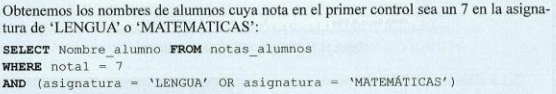 Obtenemos los nombres de alumnos cuya nota en el primer control sea un 7 en la asigna-
tura de ‘LENGUA’ o ‘MATEMATICAS’:
SELECT Nombre_alumno FROM notas_alumnos
WHERE nota1 = 7
AND (asignatura = ‘LENGUA’ OR asignatura = ‘MATEMÁTICAS’)